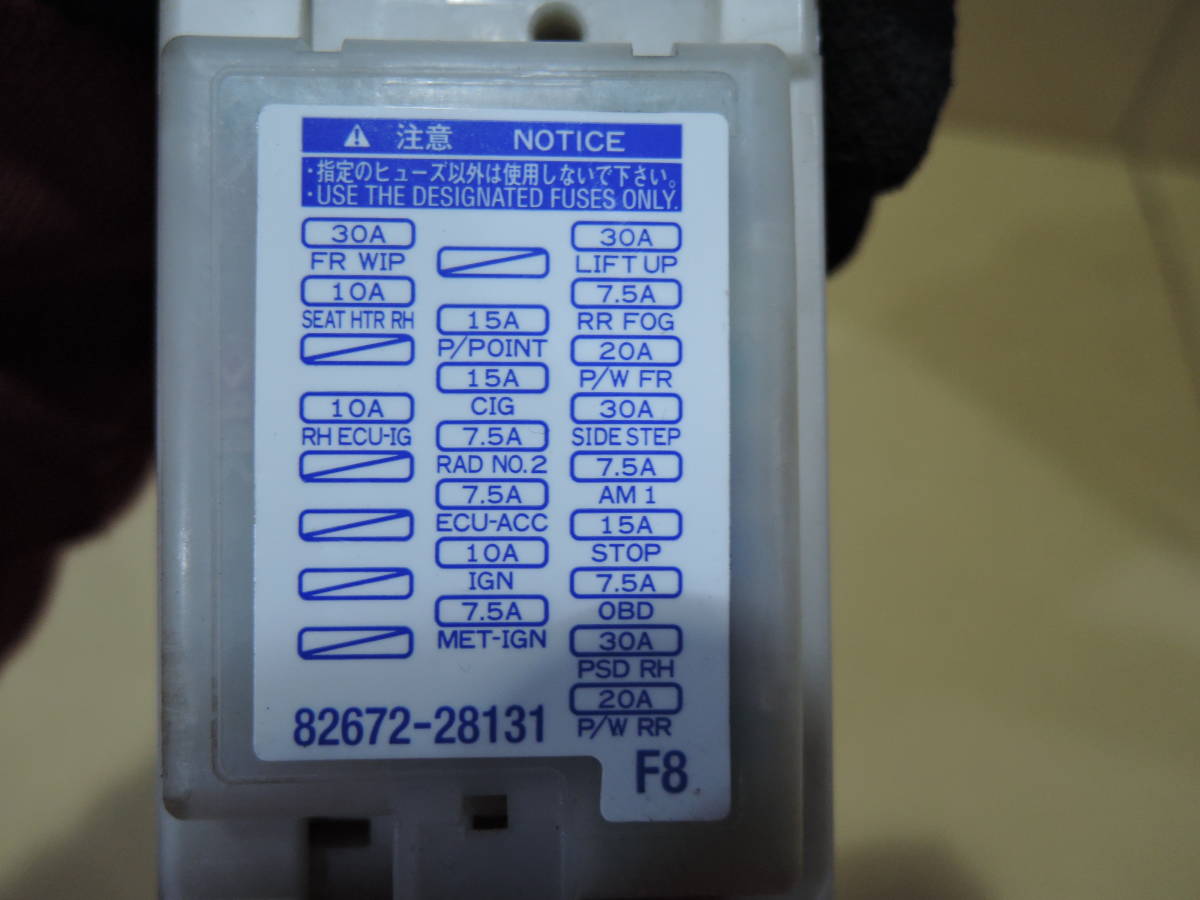 注意 NOTICE
・指定のヒューズ以外は使用しないで下さい。
・USE THE DESIGNATED FUSES ONLY.
30A
FR WIP
10A
SEAT HTR RH
10A
RH ECU-IG
15A
P/POINT
15A
CIG
7.5A
RAD NO.2
7.5A
ECU-ACC
10A
IGN
7.5A
MET-IGN
30A
LIFT UP
7.5A
RR FOG
20A
P/W FR
30A
SIDE STEP
7.5A
AM 1
15A
STOP
7.5A
OBD
30A
PSD RH
20A
P/W RR
82672-28131
F8